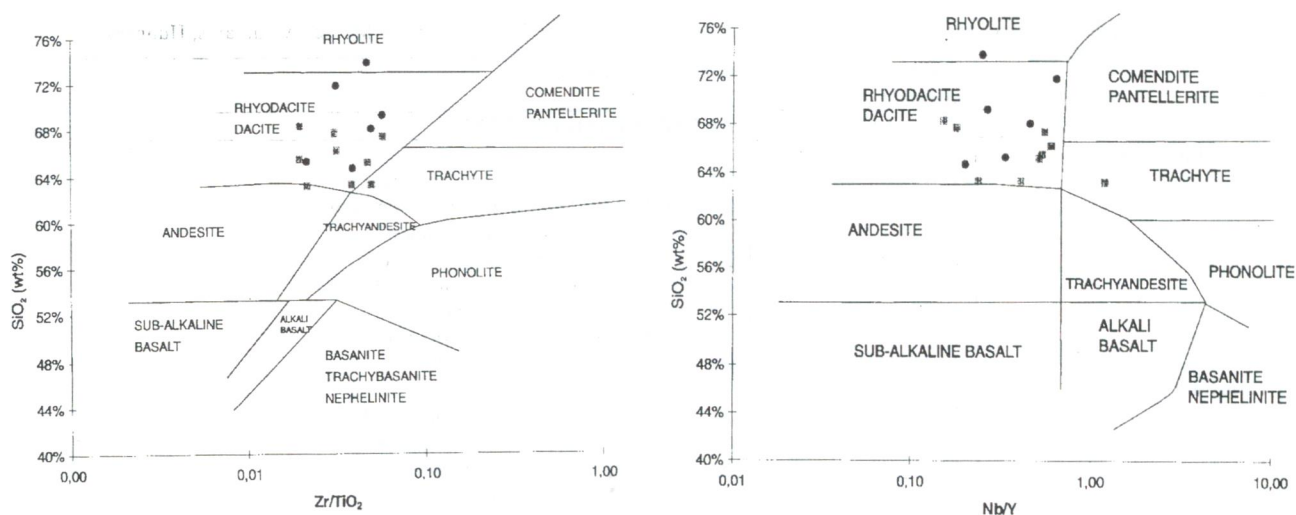 76%
72%
68%
64%
60%
56%
52%
48%
44%
40%
SiO₂ (wt%)
RHYOLITE
RHYODACITE
DACITE
COMENDITE
PANTELLERITE
TRACHYTE
ANDESITE
TRACHYANDESITE
PHONOLITE
SUB-ALKALINE
BASALT
ALKALI
BASALT
BASANITE
TRACHYBASANITE
NEPHELINITE
0,00
0,01
0,10
1,00
Zr/TiO₂
76%
72%
68%
64%
60%
56%
52%
48%
44%
40%
SiO₂ (wt%)
RHYOLITE
RHYODACITE
DACITE
COMENDITE
PANTELLERITE
TRACHYTE
ANDESITE
PHONOLITE
TRACHYANDESITE
SUB-ALKALINE BASALT
ALKALI
BASALT
BASANITE
NEPHELINITE
0,01
0,10
1,00
10,00
Nb/Y